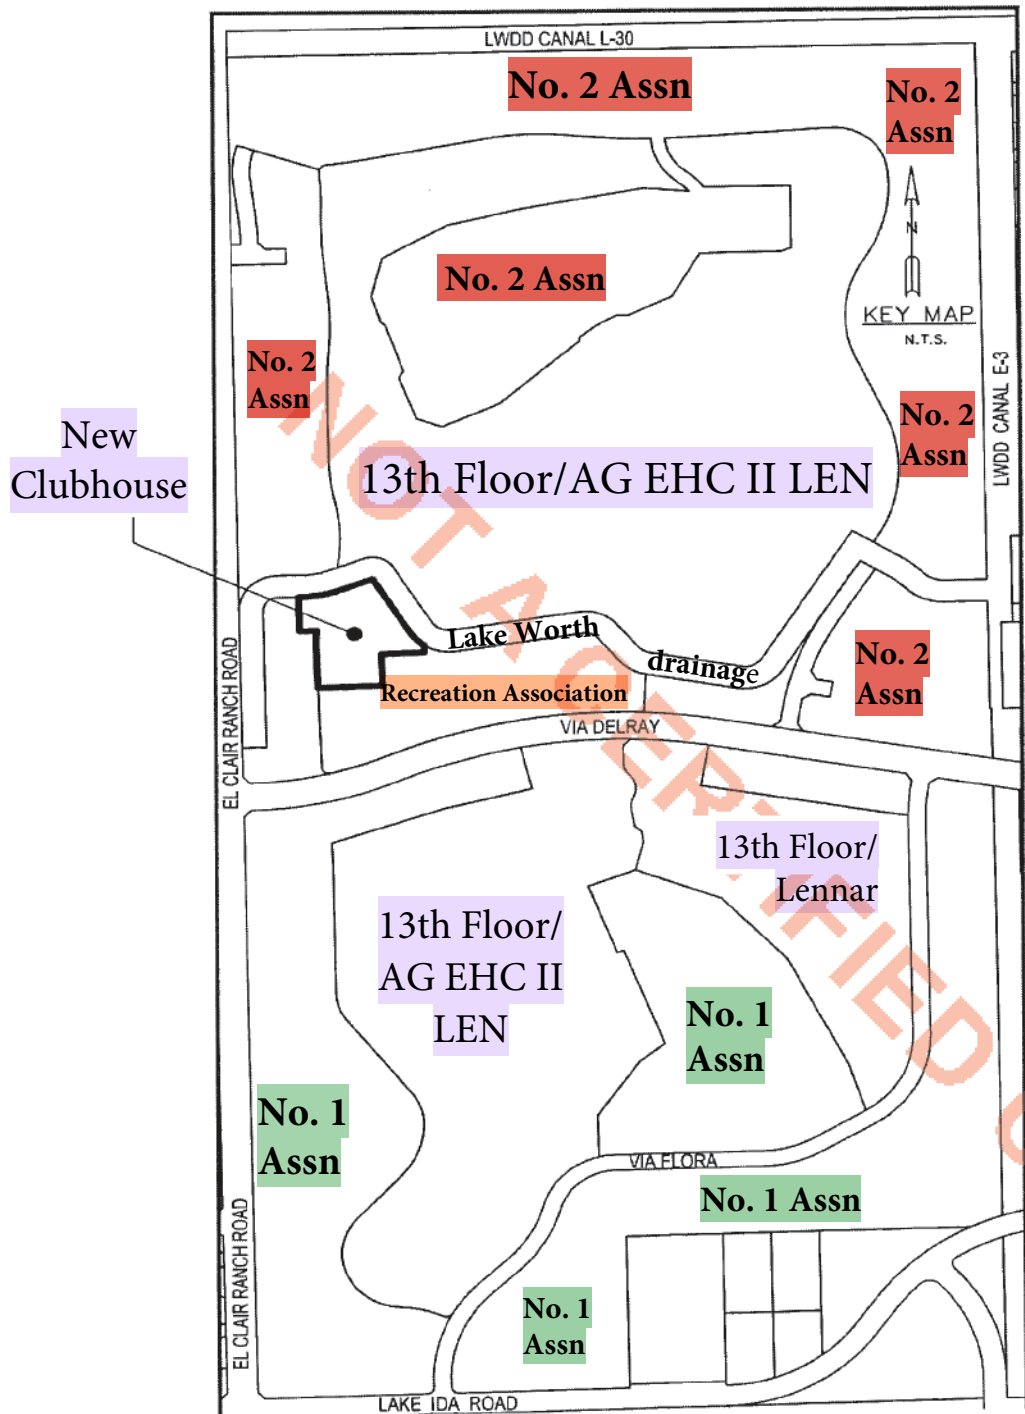 LWDD CANAL L-30
No. 2 Assn
No. 2
Assn
N
KEY MAP
N.T.S.
No. 2 Assn
No. 2
Assn
LWDD CANAL E-3
No. 2
Assn
New
Clubhouse
13th Floor/AG EHC II LEN
Lake Worth
drainage
No. 2
Assn
Recreation Association
EL CLAIR RANCH ROAD
VIA DELRAY
13th Floor/
Lennar
13th Floor/
AG EHC II
LEN
No. 1
Assn
No. 1
Assn
VIA FLORA
No. 1 Assn
EL CLAIR RANCH ROAD
No. 1
Assn
LAKE IDA ROAD
NOT A CERTIFIED C